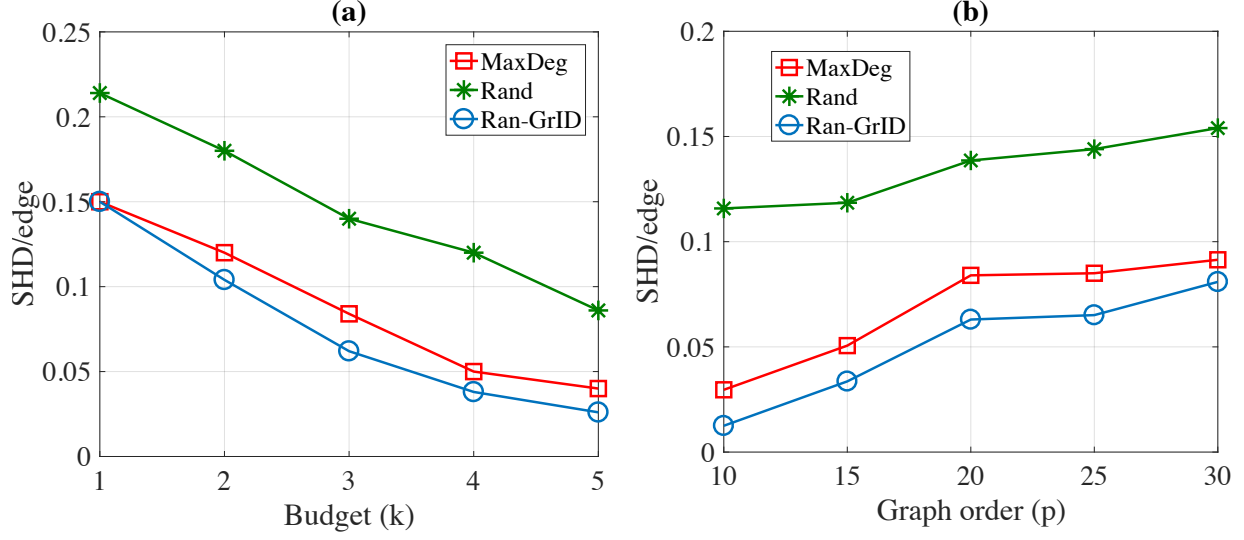 (a)
0.25
0.2
0.15
0.1
0.05
0
SHD/edge
1 2 3 4 5
Budget (k)
MaxDeg
Rand
Ran-GrID
(b)
0.2
0.15
0.1
0.05
0
SHD/edge
10 15 20 25 30
Graph order (p)
MaxDeg
Rand
Ran-GrID